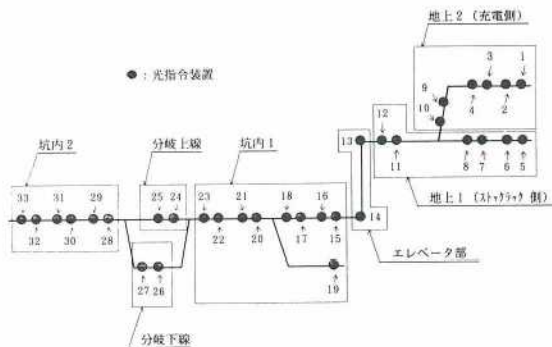 地上2 (充電側)
3 1
● : 光指令装置
9
4 2
10
坑内2 分岐上線 坑内1
12
13
11 8 7 6 5
33 31 29 25 24 23 21 18 16
地上1 (ストックラック 側)
32 30 28 22 20 17 15 14
エレベータ部
27 26 19
分岐下線